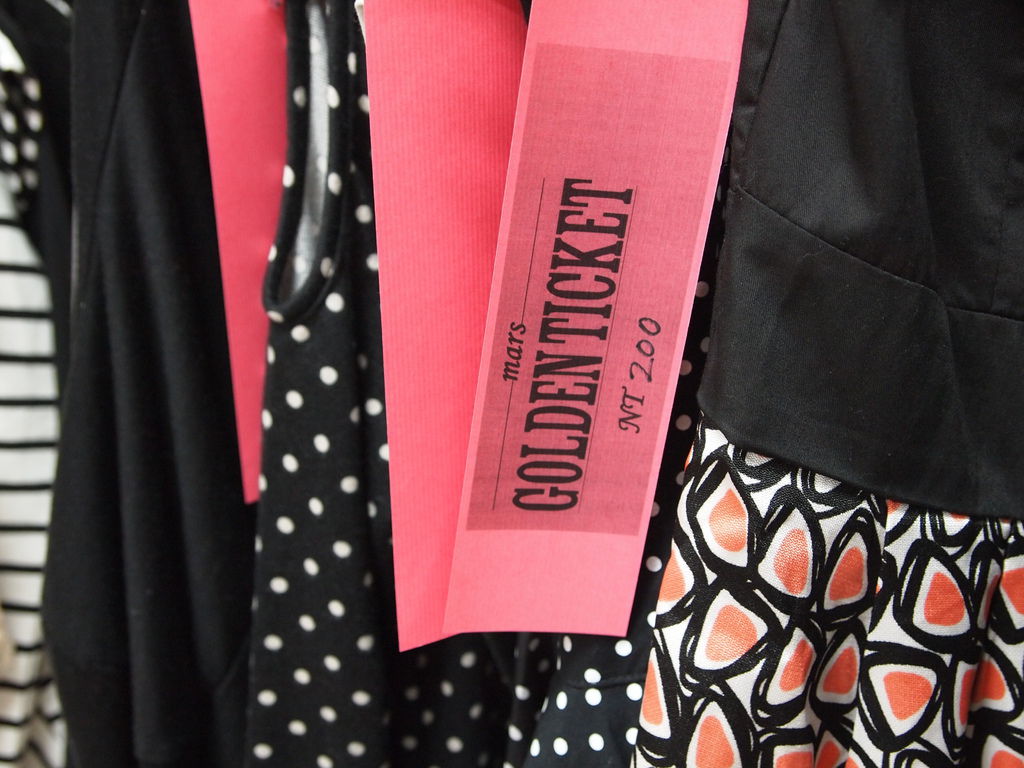 mars
GOLDEN TICKET
NT 200